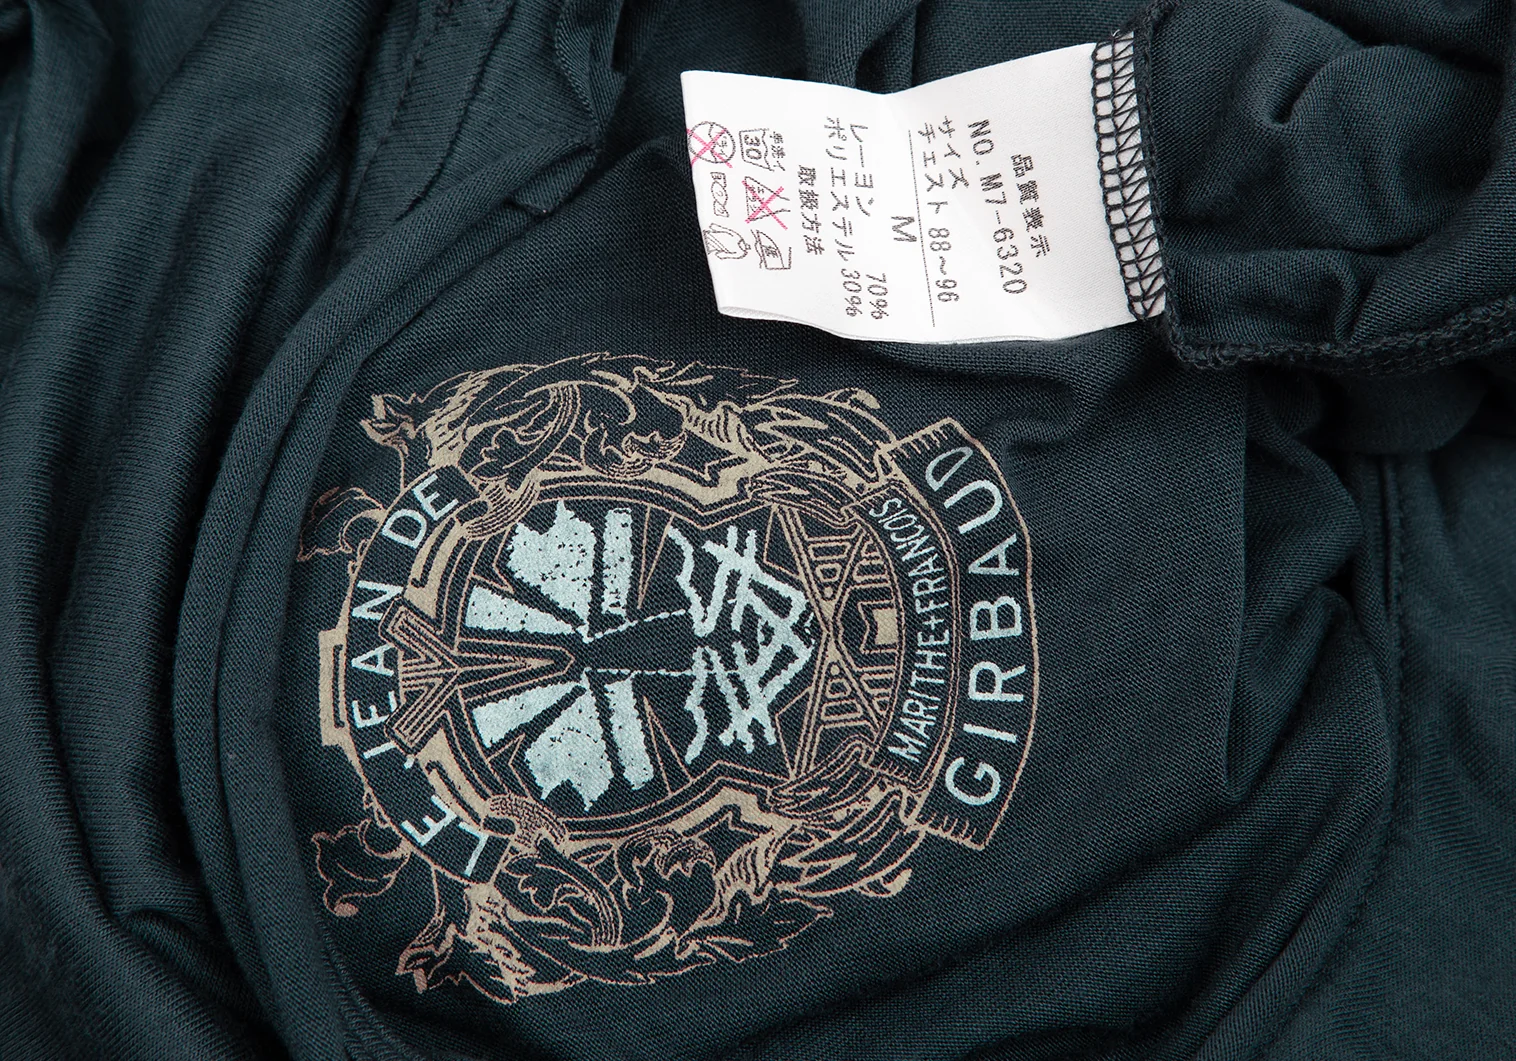 品質表示
NO. M7-6320
サイズ
チェスト 88~96
M
レーヨン 70%
ポリエステル 30%
取扱方法
30
LE JEAN DE
MARITHE+FRANCOIS
GIRBAUD